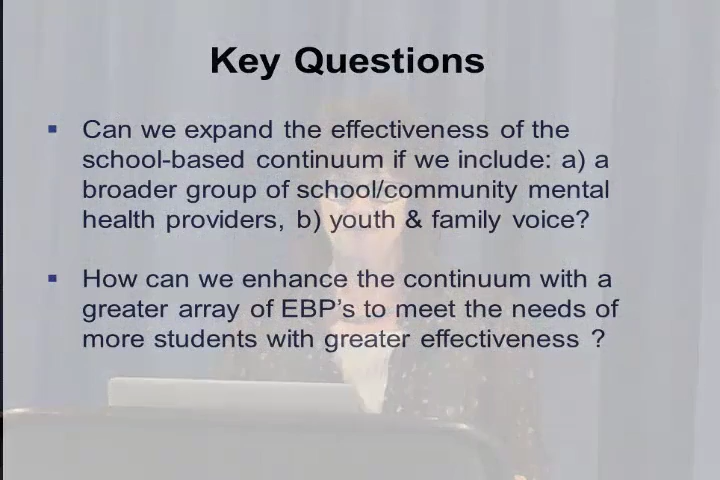 Key Questions
▪ Can we expand the effectiveness of the
school-based continuum if we include: a) a
broader group of school/community mental
health providers, b) youth & family voice?
▪ How can we enhance the continuum with a
greater array of EBP’s to meet the needs of
more students with greater effectiveness ?